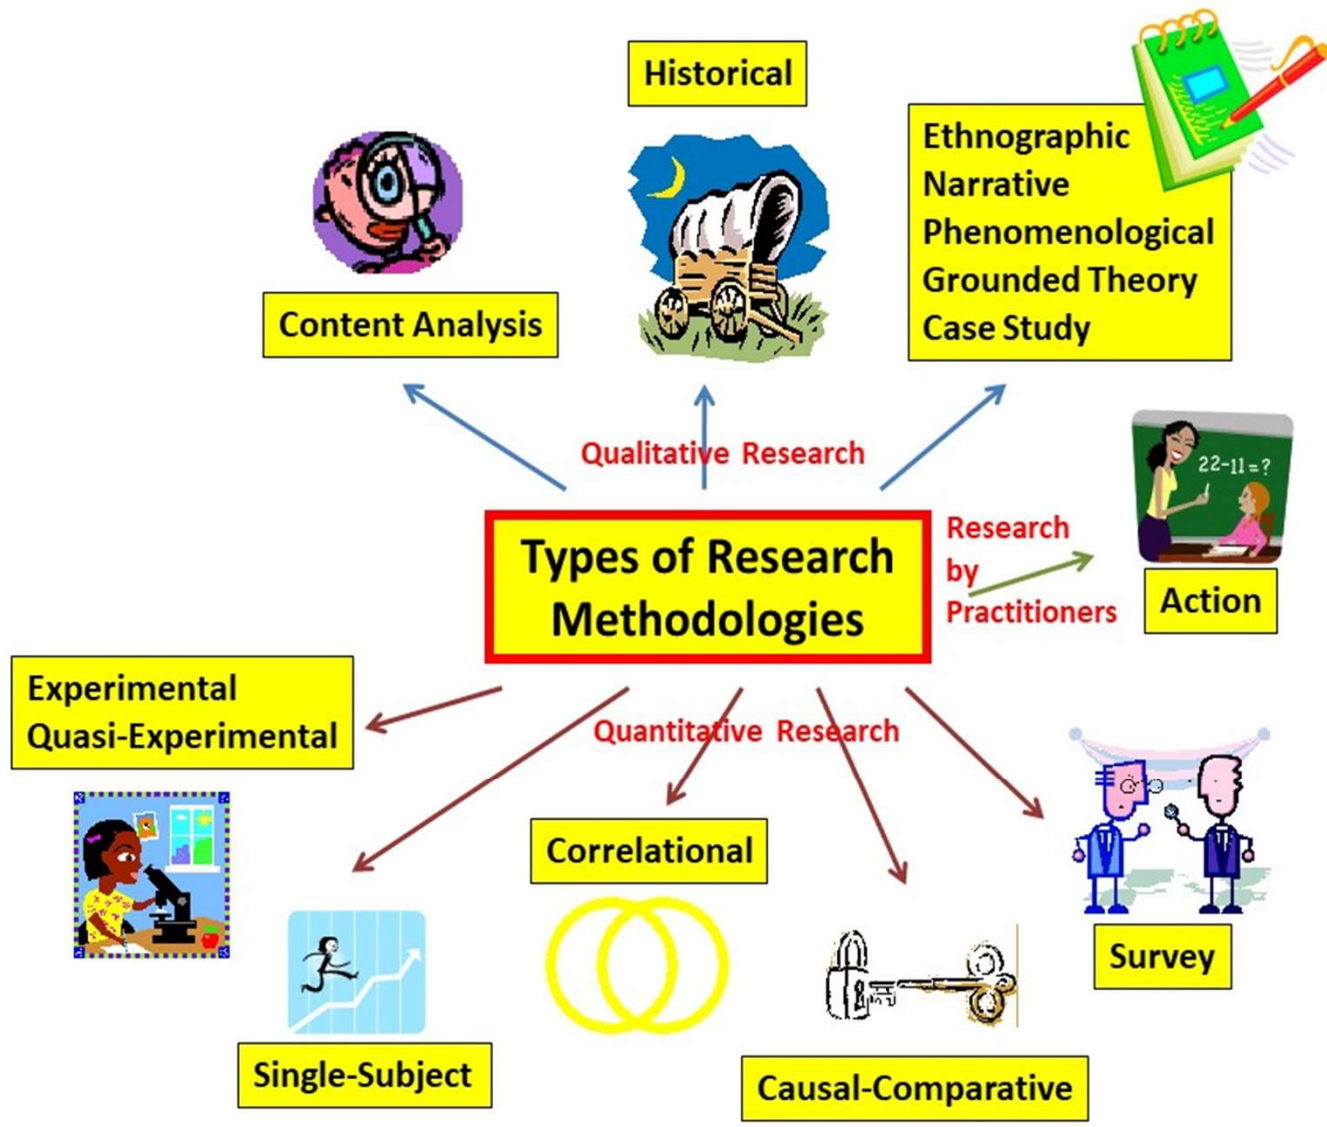 Historical
Ethnographic
Narrative
Phenomenological
Grounded Theory
Case Study
Content Analysis
Qualitative Research
22-11=?
Types of Research
Methodologies
Research
by
Practitioners
Action
Experimental
Quasi-Experimental
Quantitative Research
Correlational
Survey
Single-Subject
Causal-Comparative